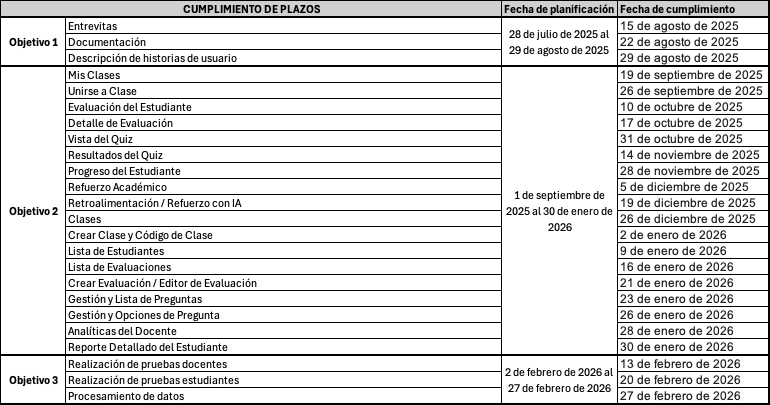 CUMPLIMIENTO DE PLAZOS Fecha de planificación Fecha de cumplimiento
Objetivo 1
Entrevitas 15 de agosto de 2025
Documentación 22 de agosto de 2025
Descripción de historias de usuario 29 de agosto de 2025
28 de julio de 2025 al
29 de agosto de 2025
Objetivo 2
Mis Clases 19 de septiembre de 2025
Unirse a Clase 26 de septiembre de 2025
Evaluación del Estudiante 10 de octubre de 2025
Detalle de Evaluación 17 de octubre de 2025
Vista del Quiz 31 de octubre de 2025
Resultados del Quiz 14 de noviembre de 2025
Progreso del Estudiante 28 de noviembre de 2025
Refuerzo Académico 5 de diciembre de 2025
Retroalimentación / Refuerzo con IA 19 de diciembre de 2025
Clases 26 de diciembre de 2025
Crear Clase y Código de Clase 2 de enero de 2026
Lista de Estudiantes 9 de enero de 2026
Lista de Evaluaciones 16 de enero de 2026
Crear Evaluación / Editor de Evaluación 21 de enero de 2026
Gestión y Lista de Preguntas 23 de enero de 2026
Gestión y Opciones de Pregunta 26 de enero de 2026
Analíticas del Docente 28 de enero de 2026
Reporte Detallado del Estudiante 30 de enero de 2026
1 de septiembre de
2025 al 30 de enero de
2026
Objetivo 3
Realización de pruebas docentes 13 de febrero de 2026
Realización de pruebas estudiantes 20 de febrero de 2026
Procesamiento de datos 27 de febrero de 2026
2 de febrero de 2026 al
27 de febrero de 2026